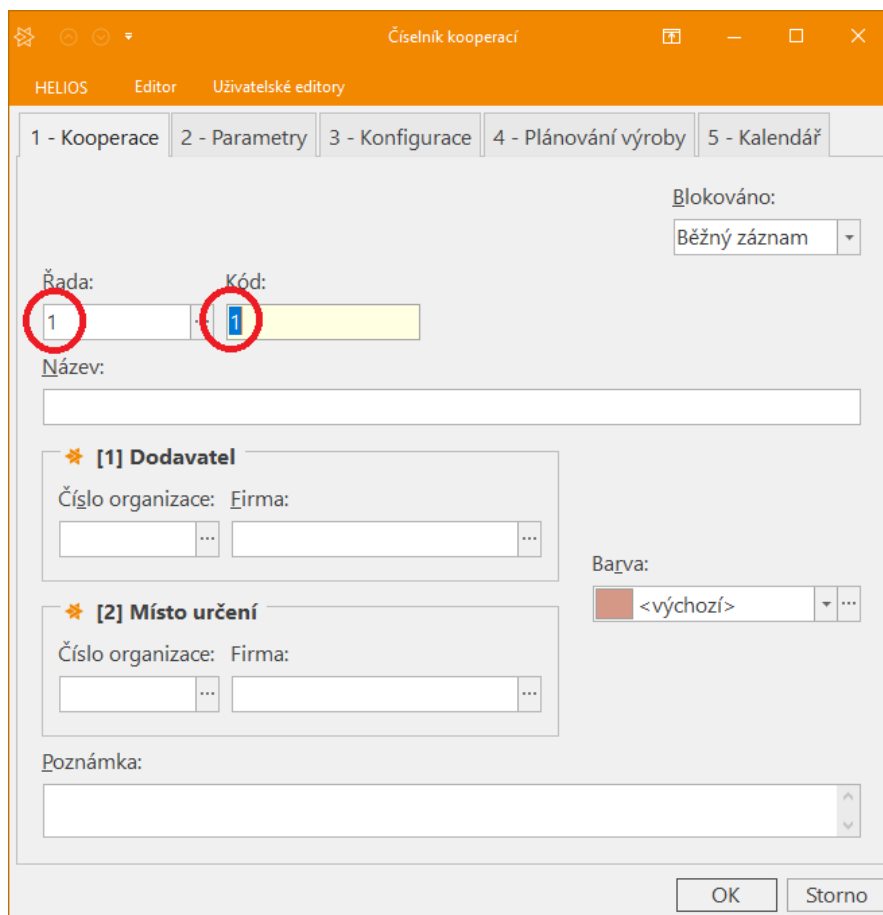 Číselník kooperací
HELIOS Editor Uživatelské editory
1 - Kooperace 2 - Parametry 3 - Konfigurace 4 - Plánování výroby 5 - Kalendář
Blokováno:
Běžný záznam
Řada: Kód:
1 ... 1
Název:
[1] Dodavatel
Číslo organizace: Firma:
... ...
Barva:
<výchozí> ...
[2] Místo určení
Číslo organizace: Firma:
... ...
Poznámka:
OK Storno